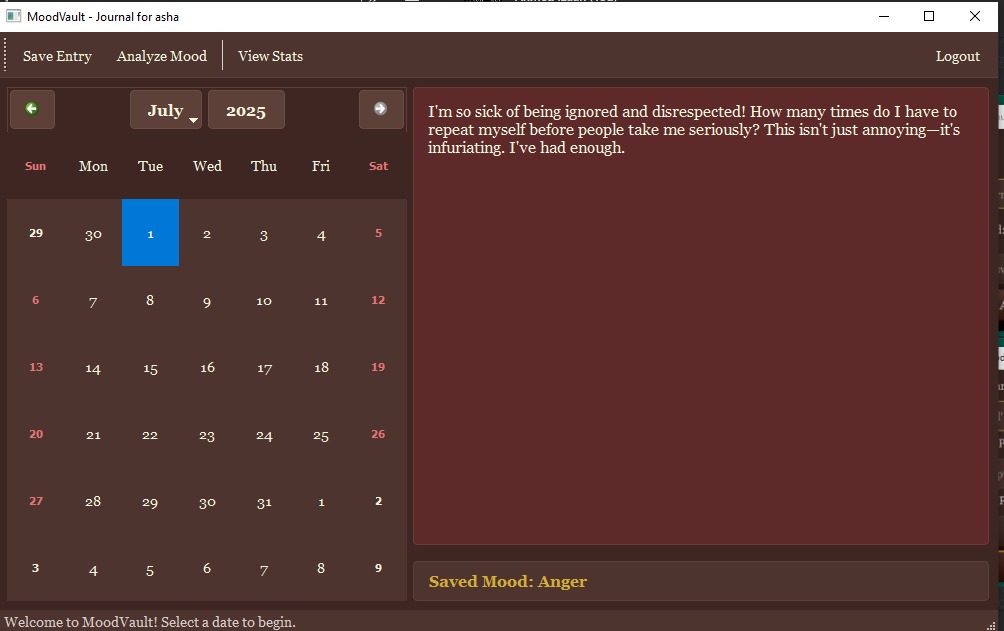 MoodVault - Journal for asha
Save Entry Analyze Mood View Stats Logout
July 2025
Sun Mon Tue Wed Thu Fri Sat
29 30 1 2 3 4 5
6 7 8 9 10 11 12
13 14 15 16 17 18 19
20 21 22 23 24 25 26
27 28 29 30 31 1 2
3 4 5 6 7 8 9
I'm so sick of being ignored and disrespected! How many times do I have to
repeat myself before people take me seriously? This isn't just annoying—it's
infuriating. I've had enough.
Saved Mood: Anger
Welcome to MoodVault! Select a date to begin.